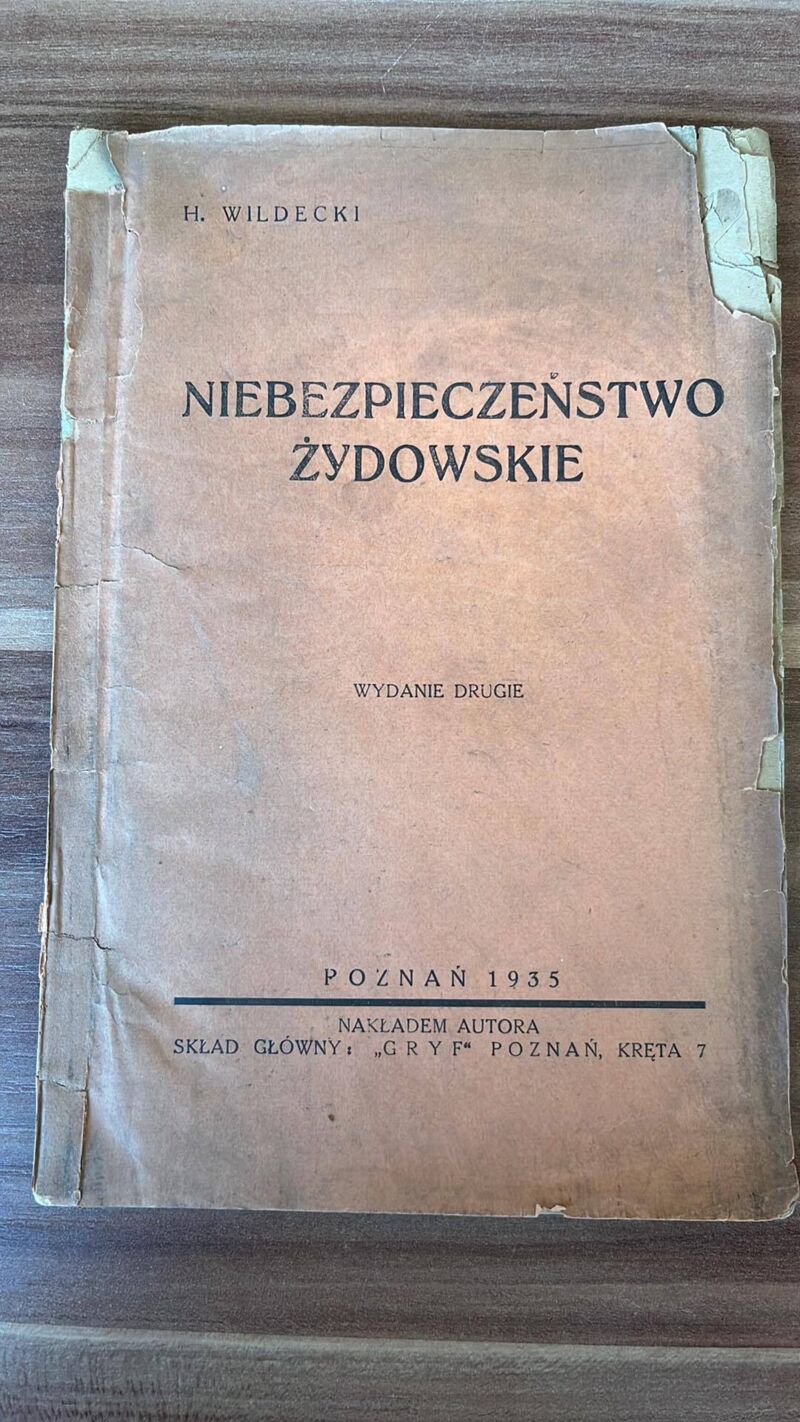 H. WILDECKI
NIEBEZPIECZEŃSTWO
ŻYDOWSKIE
WYDANIE DRUGIE
POZNAŃ 1935
NAKŁADEM AUTORA
SKŁAD GŁÓWNY: „GRYF“ POZNAŃ, KRĘTA 7